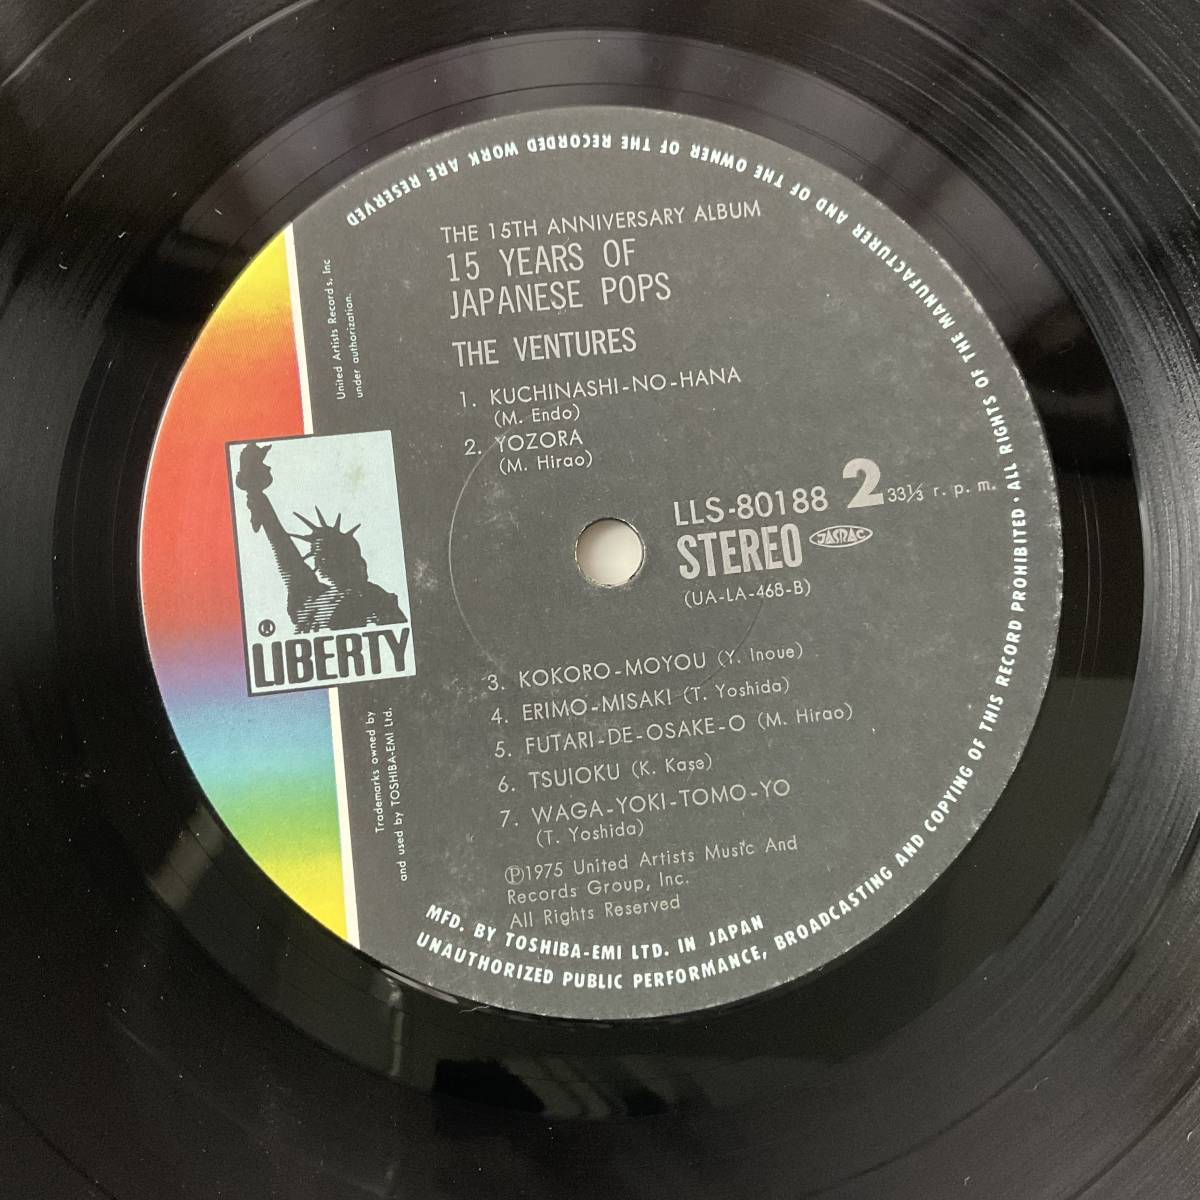 THE 15TH ANNIVERSARY ALBUM
15 YEARS OF
JAPANESE POPS
THE VENTURES
1. KUCHINASHI-NO-HANA
(M. Endo)
2. YOZORA
(M. Hirao)
LLS-80188 2 33⅓ r. p. m.
STEREO JASRAC
(UA-LA-468-B)
3. KOKORO-MOYOU (Y. Inoue)
4. ERIMO-MISAKI (T. Yoshida)
5. FUTARI-DE-OSAKE-O (M. Hirao)
6. TSUIOKU (K. Kase)
7. WAGA-YOKI-TOMO-YO
(T. Yoshida)
Ⓟ1975 United Artists Music And
Records Group, Inc.
All Rights Reserved
MFD. BY TOSHIBA-EMI LTD. IN JAPAN
UNAUTHORIZED PUBLIC PERFORMANCE, BROADCASTING AND COPYING OF THIS RECORD PROHIBITED · ALL RIGHTS OF THE MANUFACTURER AND OF THE OWNER OF THE RECORDED WORK ARE RESERVED
United Artists Records, Inc
under authorization.
® LIBERTY
Trademarks owned by
and used by TOSHIBA-EMI Ltd.